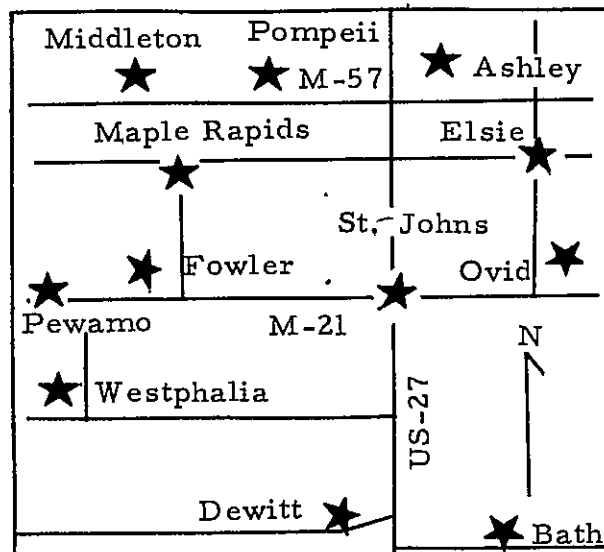 Middleton
Pompeii
M-57
Ashley
Maple Rapids
Elsie
St. Johns
Fowler
Ovid
Pewamo
M-21
N
Westphalia
US-27
Dewitt
Bath